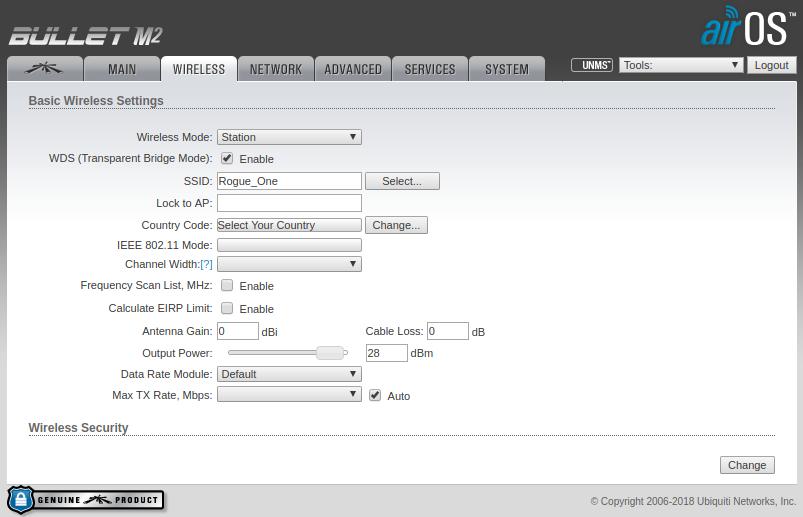 BULLET M2
airOS™
MAIN WIRELESS NETWORK ADVANCED SERVICES SYSTEM UNMS™ Tools: Logout
Basic Wireless Settings
Wireless Mode: Station
WDS (Transparent Bridge Mode): Enable
SSID: Rogue_One Select...
Lock to AP:
Country Code: Select Your Country Change...
IEEE 802.11 Mode:
Channel Width:[?]
Frequency Scan List, MHz: Enable
Calculate EIRP Limit: Enable
Antenna Gain: 0 dBi Cable Loss: 0 dB
Output Power: 28 dBm
Data Rate Module: Default
Max TX Rate, Mbps: Auto
Wireless Security
Change
GENUINE PRODUCT © Copyright 2006-2018 Ubiquiti Networks, Inc.